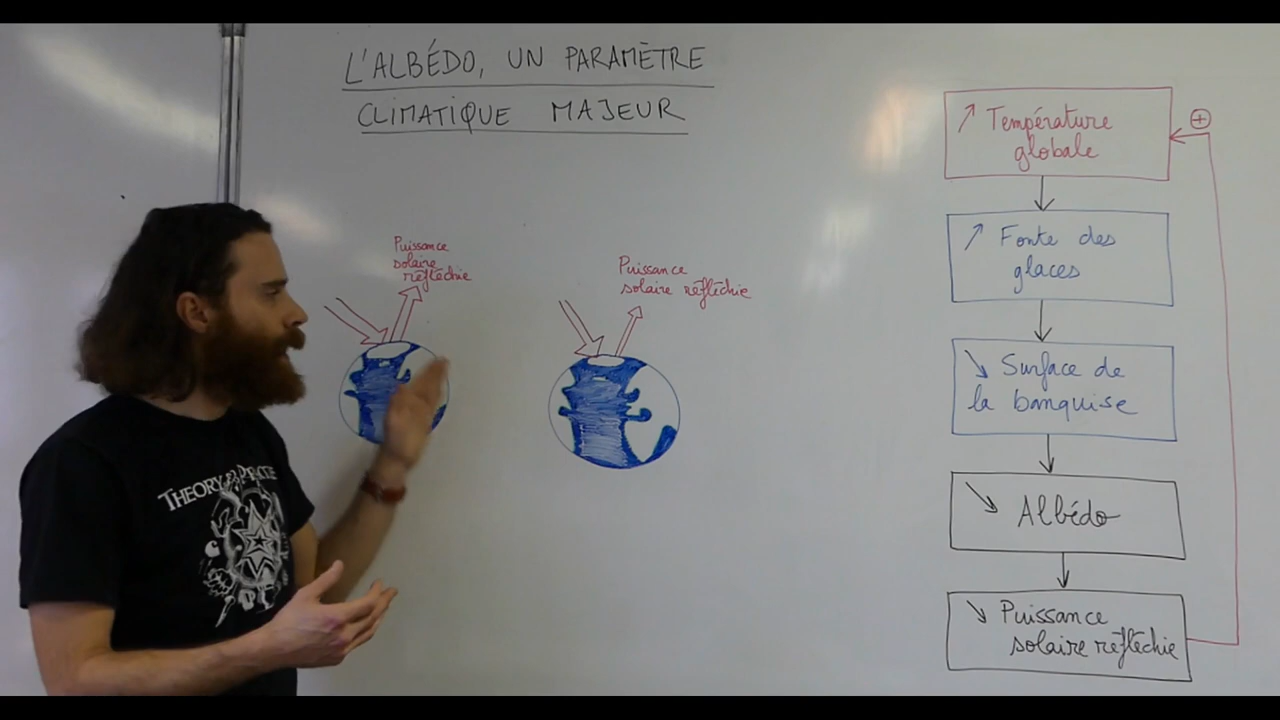 L'ALBÉDO, UN PARAMÈTRE
CLIMATIQUE MAJEUR
Puissance
solaire
réfléchie
Puissance
solaire réfléchie
THEORY & PRACTICE
↗ Température
globale
⊕
↗ Fonte des
glaces
↘ Surface de
la banquise
↘ Albédo
↘ Puissance
solaire réfléchie